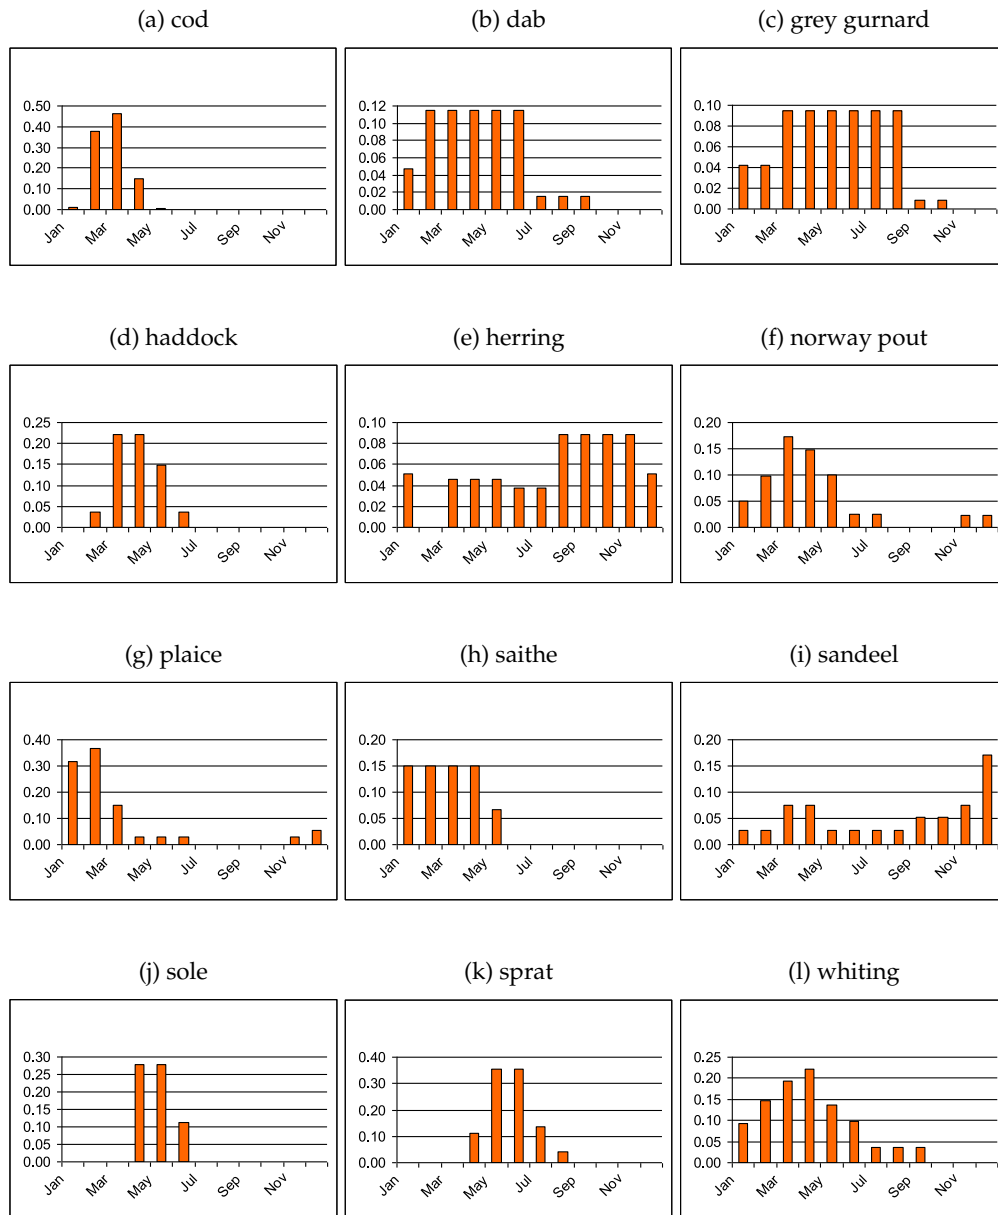 (a) cod
(b) dab
(c) grey gurnard
0.50
0.40
0.30
0.20
0.10
0.00
Jan
Mar
May
Jul
Sep
Nov
0.12
0.10
0.08
0.06
0.04
0.02
0.00
Jan
Mar
May
Jul
Sep
Nov
0.10
0.08
0.06
0.04
0.02
0.00
Jan
Mar
May
Jul
Sep
Nov
(d) haddock
(e) herring
(f) norway pout
0.25
0.20
0.15
0.10
0.05
0.00
Jan
Mar
May
Jul
Sep
Nov
0.10
0.08
0.06
0.04
0.02
0.00
Jan
Mar
May
Jul
Sep
Nov
0.20
0.15
0.10
0.05
0.00
Jan
Mar
May
Jul
Sep
Nov
(g) plaice
(h) saithe
(i) sandeel
0.40
0.30
0.20
0.10
0.00
Jan
Mar
May
Jul
Sep
Nov
0.20
0.15
0.10
0.05
0.00
Jan
Mar
May
Jul
Sep
Nov
0.20
0.15
0.10
0.05
0.00
Jan
Mar
May
Jul
Sep
Nov
(j) sole
(k) sprat
(l) whiting
0.30
0.25
0.20
0.15
0.10
0.05
0.00
Jan
Mar
May
Jul
Sep
Nov
0.40
0.30
0.20
0.10
0.00
Jan
Mar
May
Jul
Sep
Nov
0.25
0.20
0.15
0.10
0.05
0.00
Jan
Mar
May
Jul
Sep
Nov